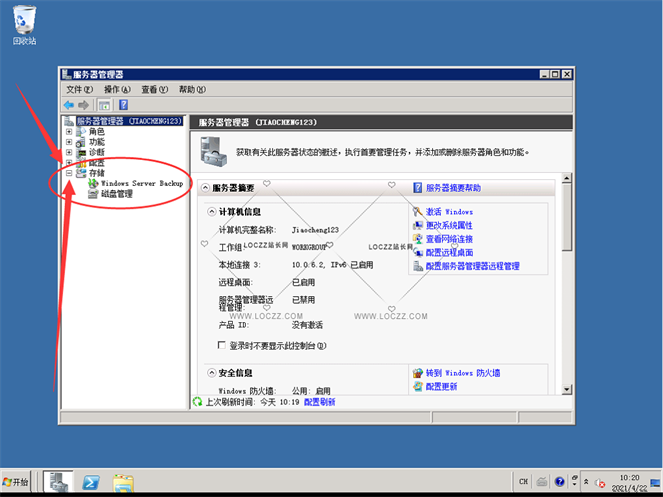 回收站
服务器管理器
文件(F) 操作(A) 查看(V) 帮助(H)
服务器管理器 (JIAOCHENG123)
角色
功能
诊断
配置
存储
Windows Server Backup
磁盘管理
服务器管理器 (JIAOCHENG123)
获取有关此服务器状态的概述，执行首要管理任务，并添加或删除服务器角色和功能。
服务器摘要
服务器摘要帮助
计算机信息
计算机完整名称: Jiaocheng123
工作组: WORKGROUP
本地连接 3: 10.0.6.2, IPv6 已启用
远程桌面: 已启用
服务器管理器远程管理: 已禁用
产品 ID: 没有激活
登录时不要显示此控制台(D)
激活 Windows
更改系统属性
查看网络连接
配置远程桌面
配置服务器管理器远程管理
LOCZZ站长网
LOCZZ站长网
WWW.LOCZZ.COM
WWW.LOCZZ.COM
安全信息
Windows 防火墙: 公用: 启用
转到 Windows 防火墙
配置更新
上次刷新时间: 今天 10:19 配置刷新
开始
CH
10:20
2021/4/22